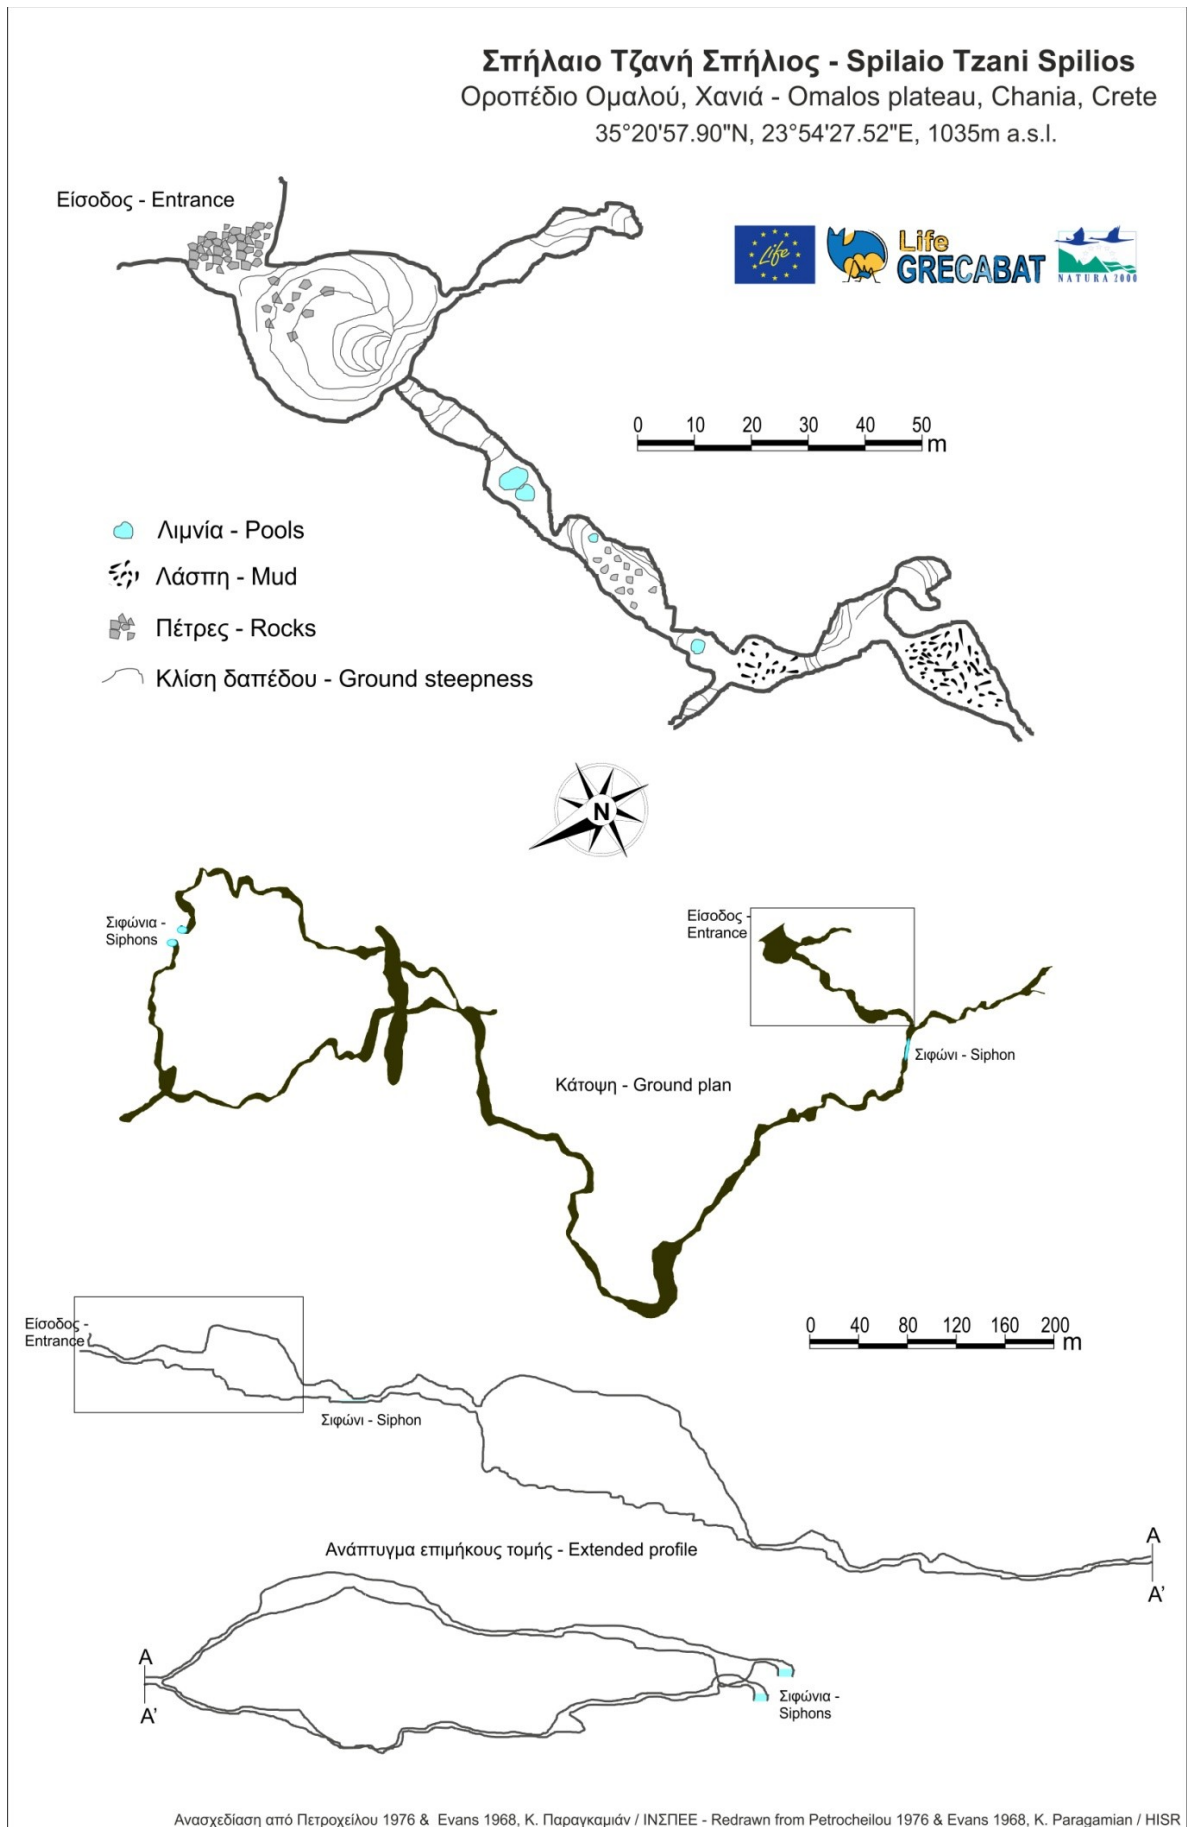 Σπήλαιο Τζανή Σπήλιος - Spilaio Tzani Spilios
Οροπέδιο Ομαλού, Χανιά - Omalos plateau, Chania, Crete
35°20'57.90"N, 23°54'27.52"E, 1035m a.s.l.
Είσοδος - Entrance
Life
Life
GRECABAT
NATURA 2000
0 10 20 30 40 50
m
Λιμνία - Pools
Λάσπη - Mud
Πέτρες - Rocks
Κλίση δαπέδου - Ground steepness
N
Σιφώνια -
Siphons
Είσοδος -
Entrance
Σιφώνι - Siphon
Κάτοψη - Ground plan
Είσοδος -
Entrance
0 40 80 120 160 200
m
Σιφώνι - Siphon
Ανάπτυγμα επιμήκους τομής - Extended profile
A
A'
A
A'
Σιφώνια -
Siphons
Ανασχεδίαση από Πετροχείλου 1976 & Evans 1968, Κ. Παραγκαμιάν / ΙΝΣΠΕΕ - Redrawn from Petrocheilou 1976 & Evans 1968, K. Paragamian / HISR